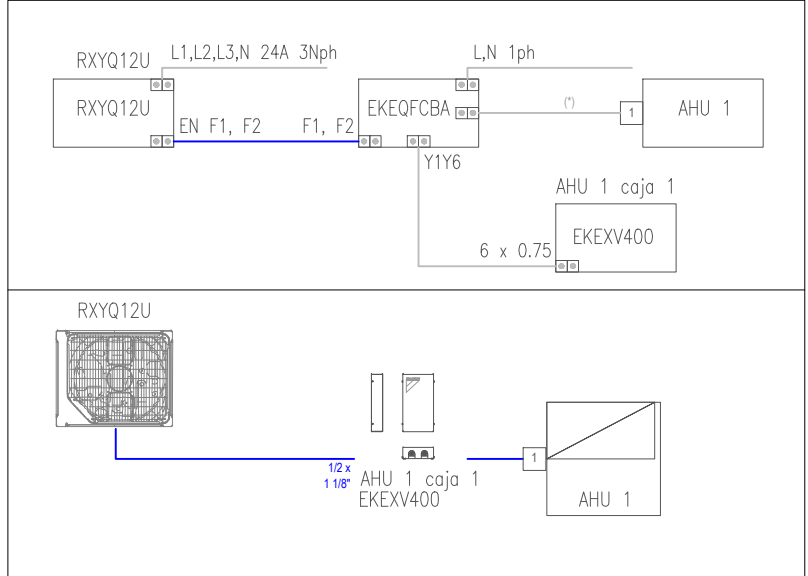 RXYQ12U
L1,L2,L3,N 24A 3Nph
L,N 1ph
RXYQ12U
EKEQFCBA
(*)
1
AHU 1
EN F1, F2
F1, F2
Y1Y6
AHU 1 caja 1
EKEXV400
6 x 0.75
RXYQ12U
1/2 x
1 1/8"
AHU 1 caja 1
EKEXV400
1
AHU 1